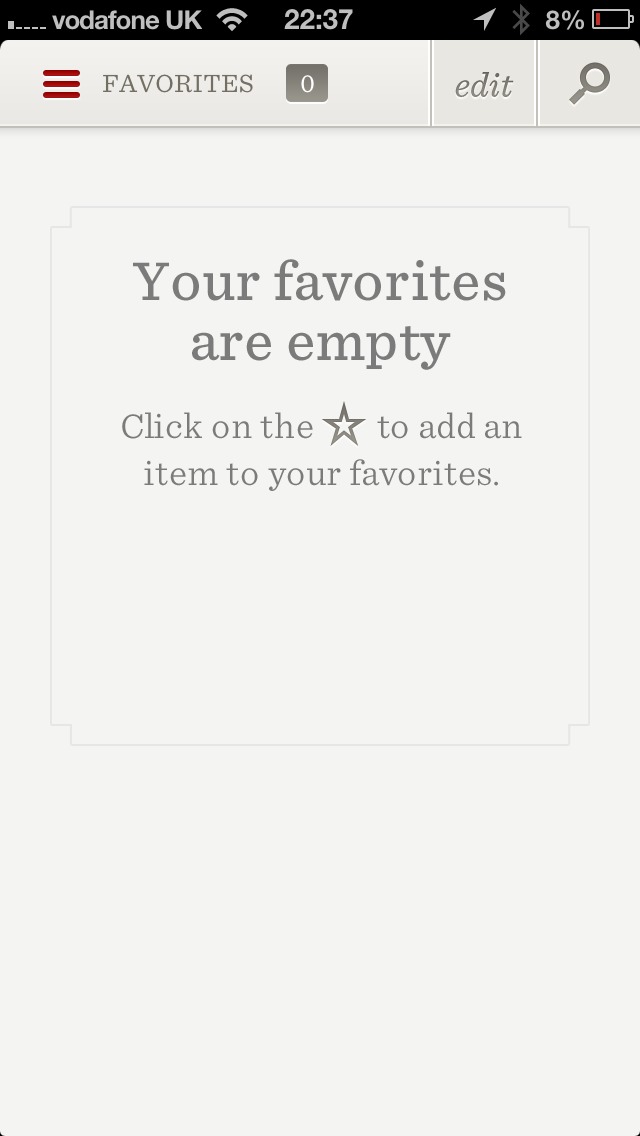 vodafone UK 22:37 8%
FAVORITES 0 edit
Your favorites
are empty
Click on the to add an
item to your favorites.